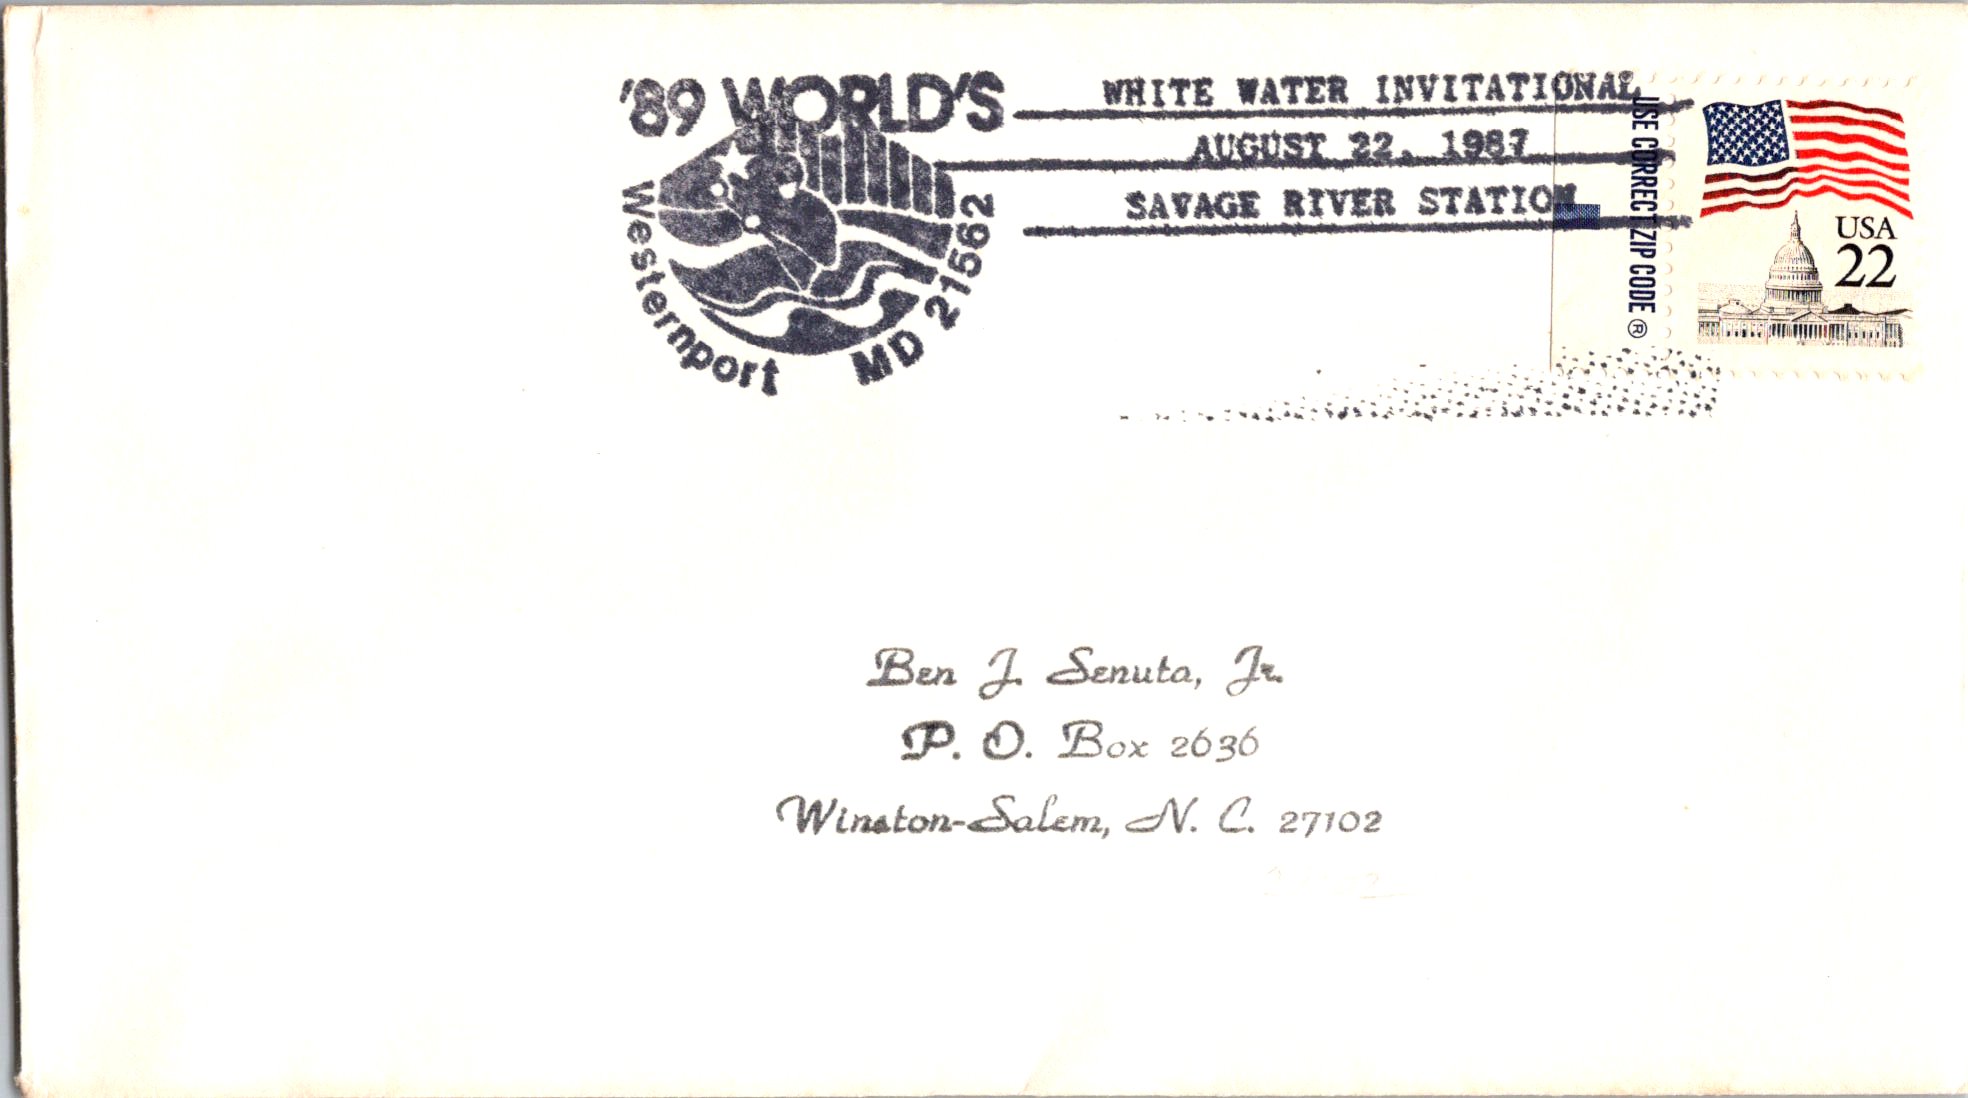 '89 WORLD'S
Westernport MD 21562
WHITE WATER INVITATIONAL
AUGUST 22, 1987
SAVAGE RIVER STATION
USE CORRECT ZIP CODE ®
USA
22
Ben J. Senuta, Jr.
P. O. Box 2636
Winston-Salem, N. C. 27102